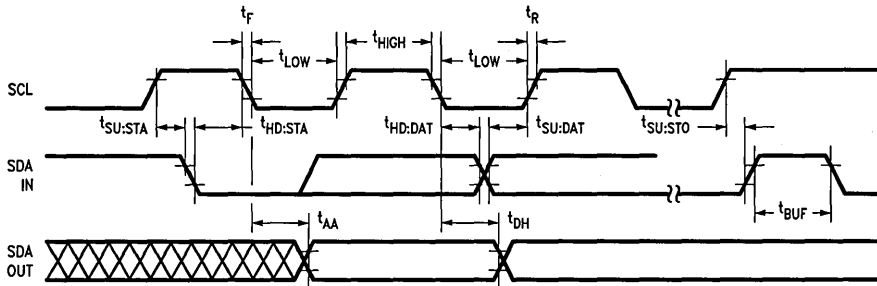 tF tR
tLOW tHIGH tLOW
SCL
tSU:STA tHD:STA tHD:DAT tSU:DAT tSU:STO
SDA
IN
tBUF
tAA tDH
SDA
OUT